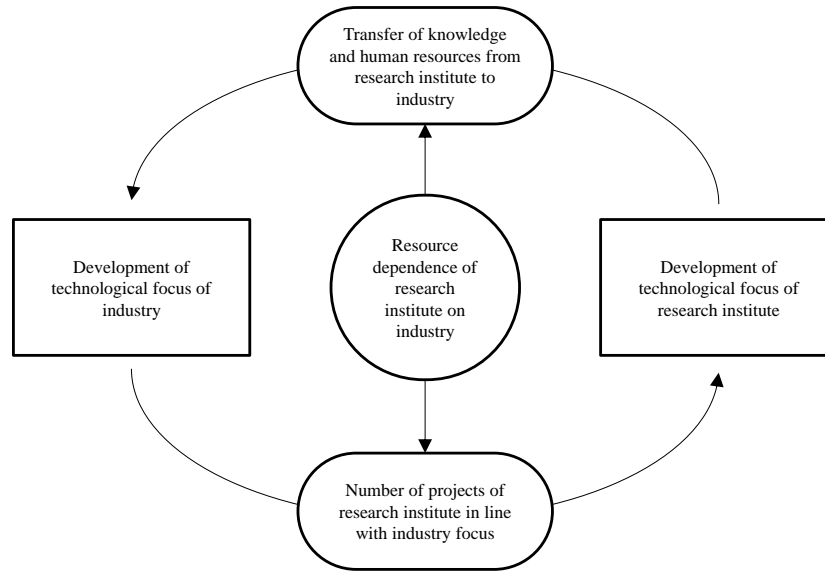 Transfer of knowledge
and human resources from
research institute to
industry
Development of
technological focus of
industry
Resource
dependence of
research
institute on
industry
Development of
technological focus of
research institute
Number of projects of
research institute in line
with industry focus